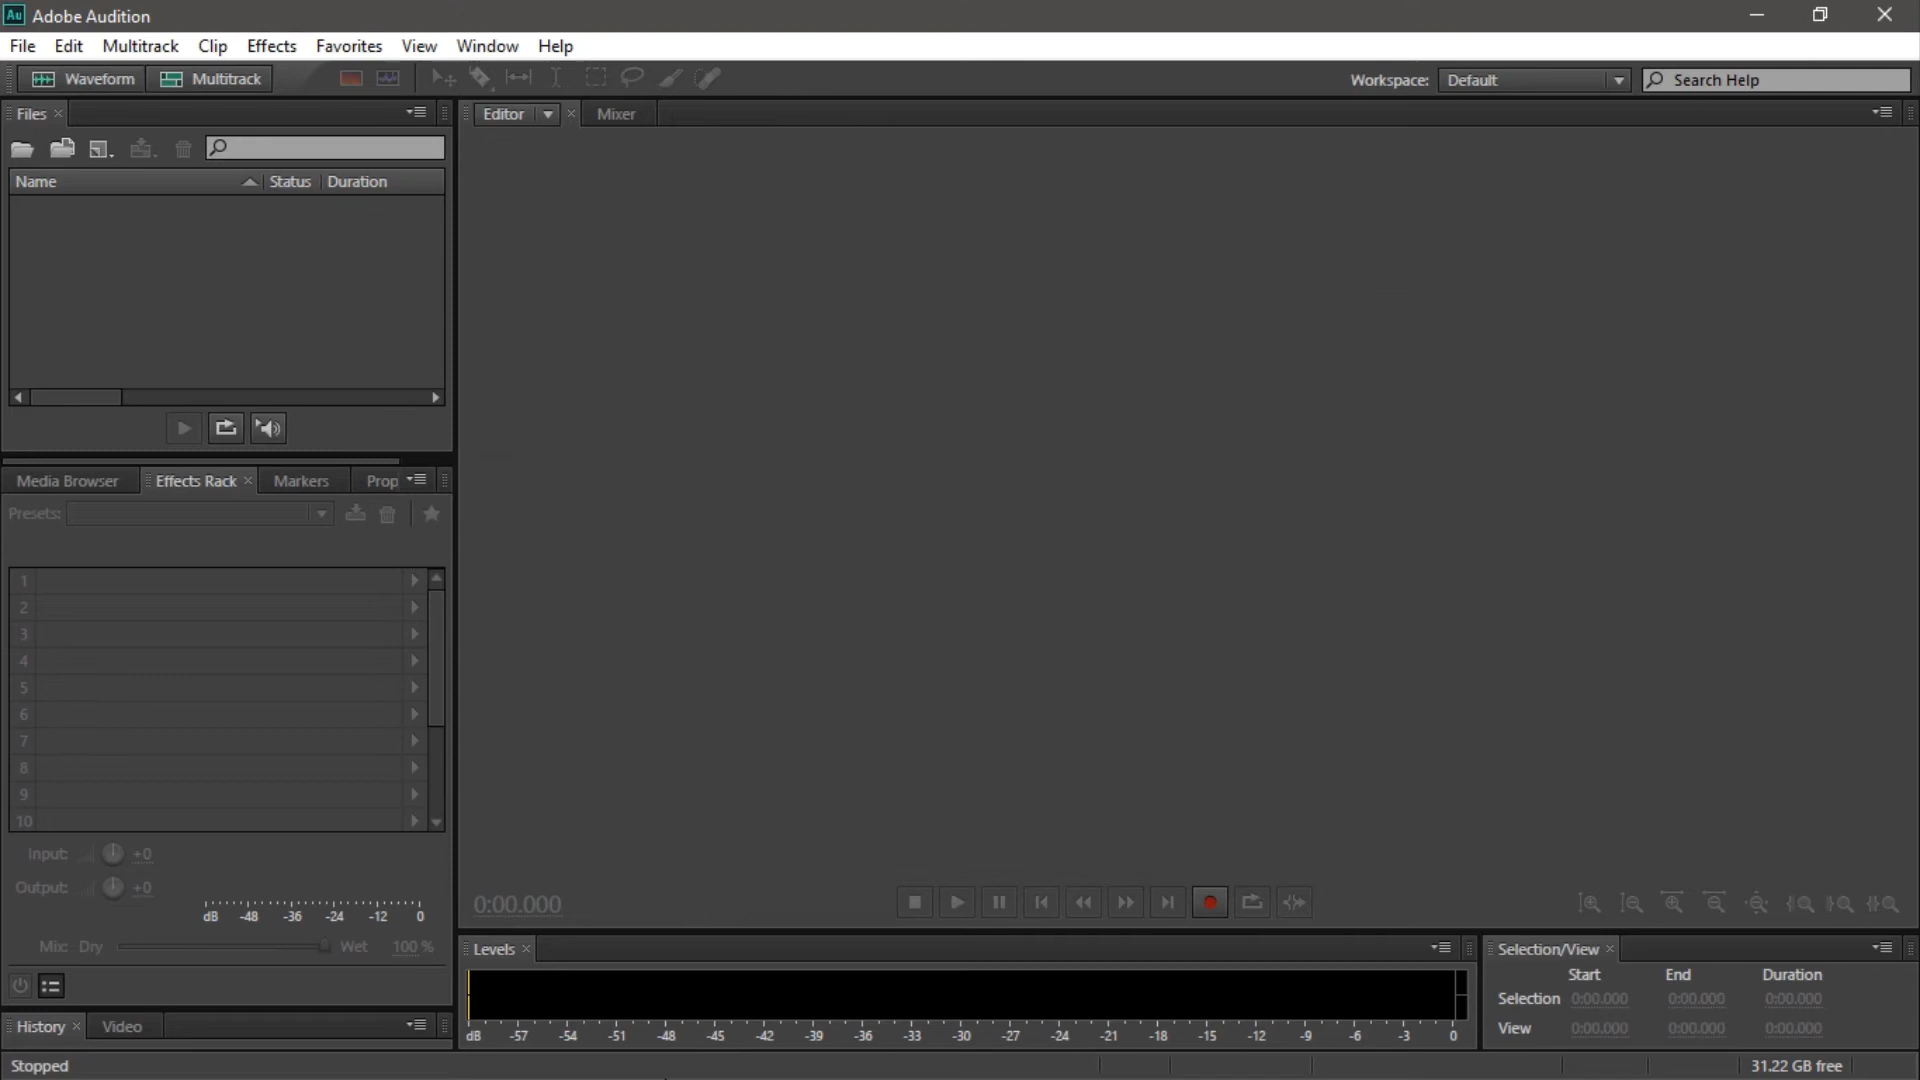 Au Adobe Audition
File Edit Multitrack Clip Effects Favorites View Window Help
Waveform Multitrack Workspace: Default Search Help
Files
Name Status Duration
Editor Mixer
Media Browser Effects Rack Markers Prop
Presets:
1
2
3
4
5
6
7
8
9
10
Input: +0
Output: +0
dB -48 -36 -24 -12 0
Mix: Dry Wet 100 %
History Video
0:00.000
Levels
dB -57 -54 -51 -48 -45 -42 -39 -36 -33 -30 -27 -24 -21 -18 -15 -12 -9 -6 -3 0
Selection/View
Start End Duration
Selection 0:00.000 0:00.000 0:00.000
View 0:00.000 0:00.000 0:00.000
Stopped 31.22 GB free